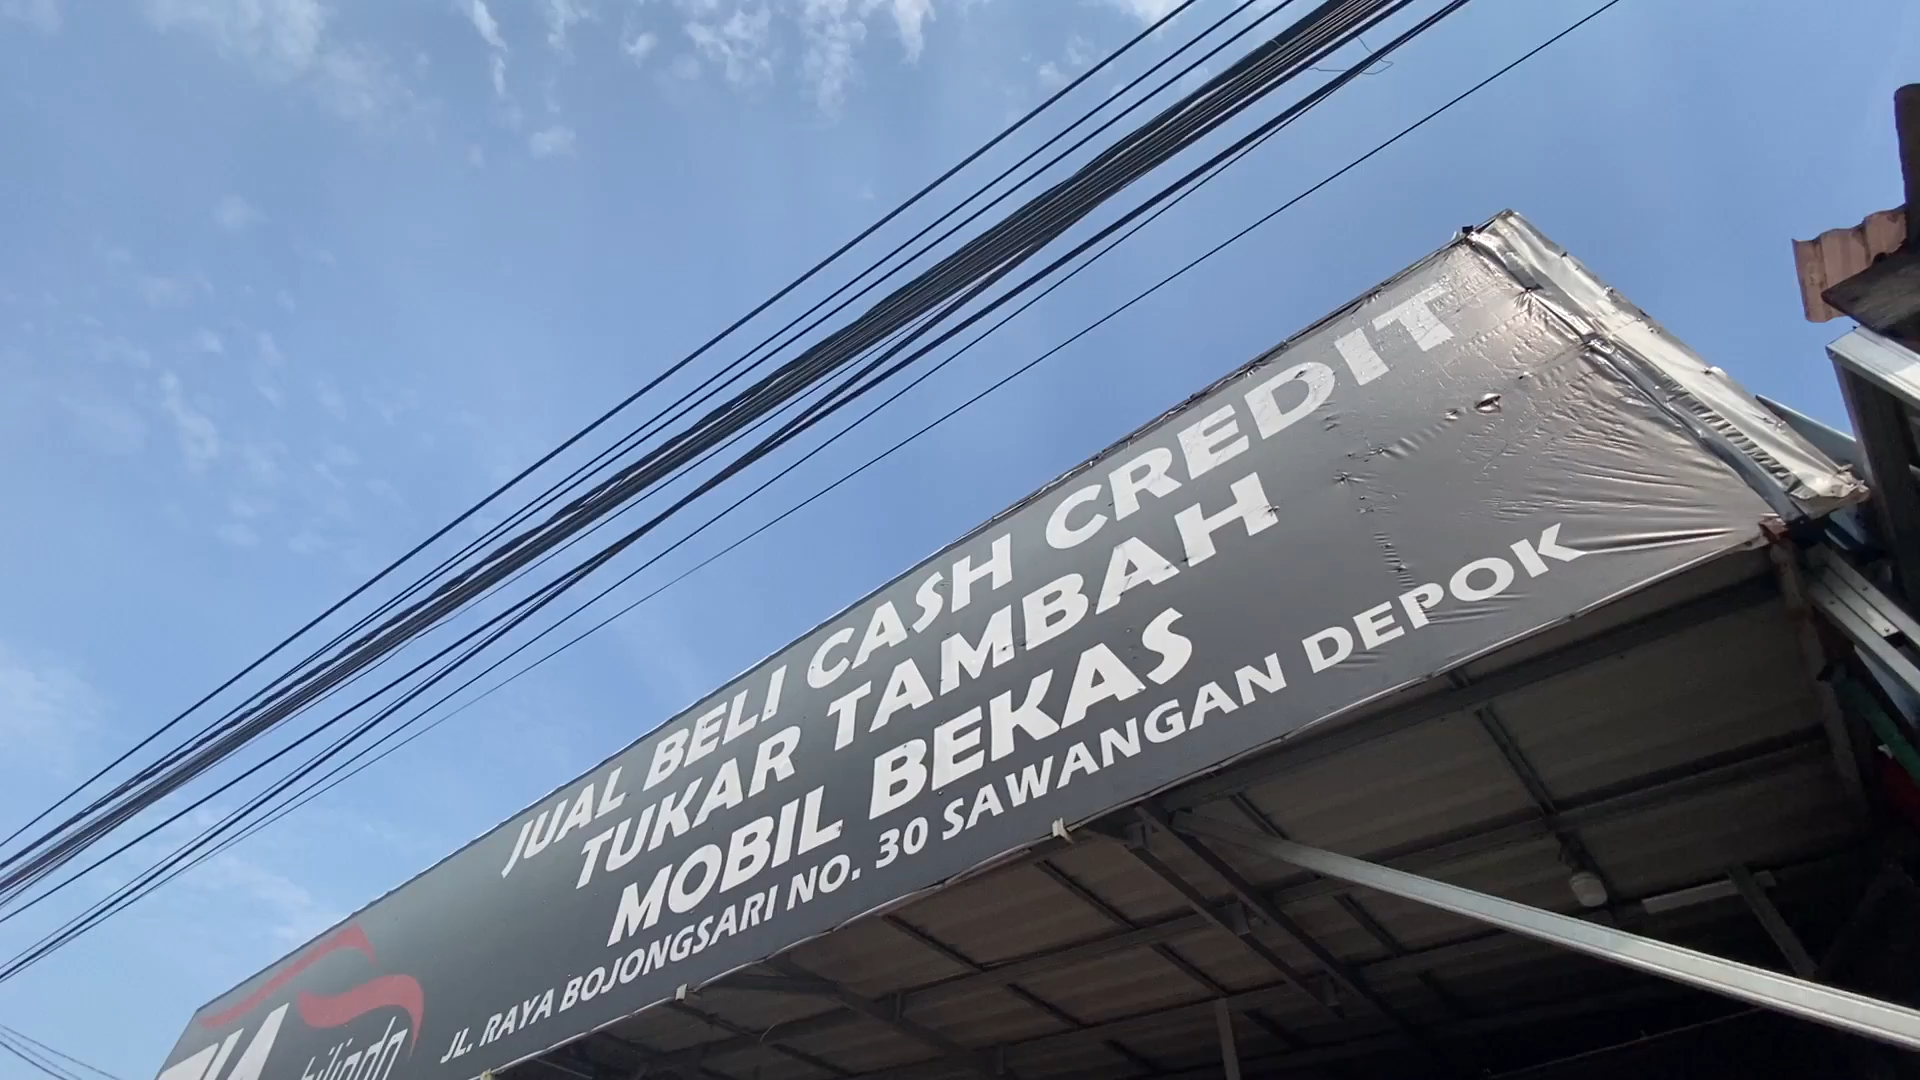 JUAL BELI CASH CREDIT
TUKAR TAMBAH
MOBIL BEKAS
JL. RAYA BOJONGSARI NO. 30 SAWANGAN DEPOK